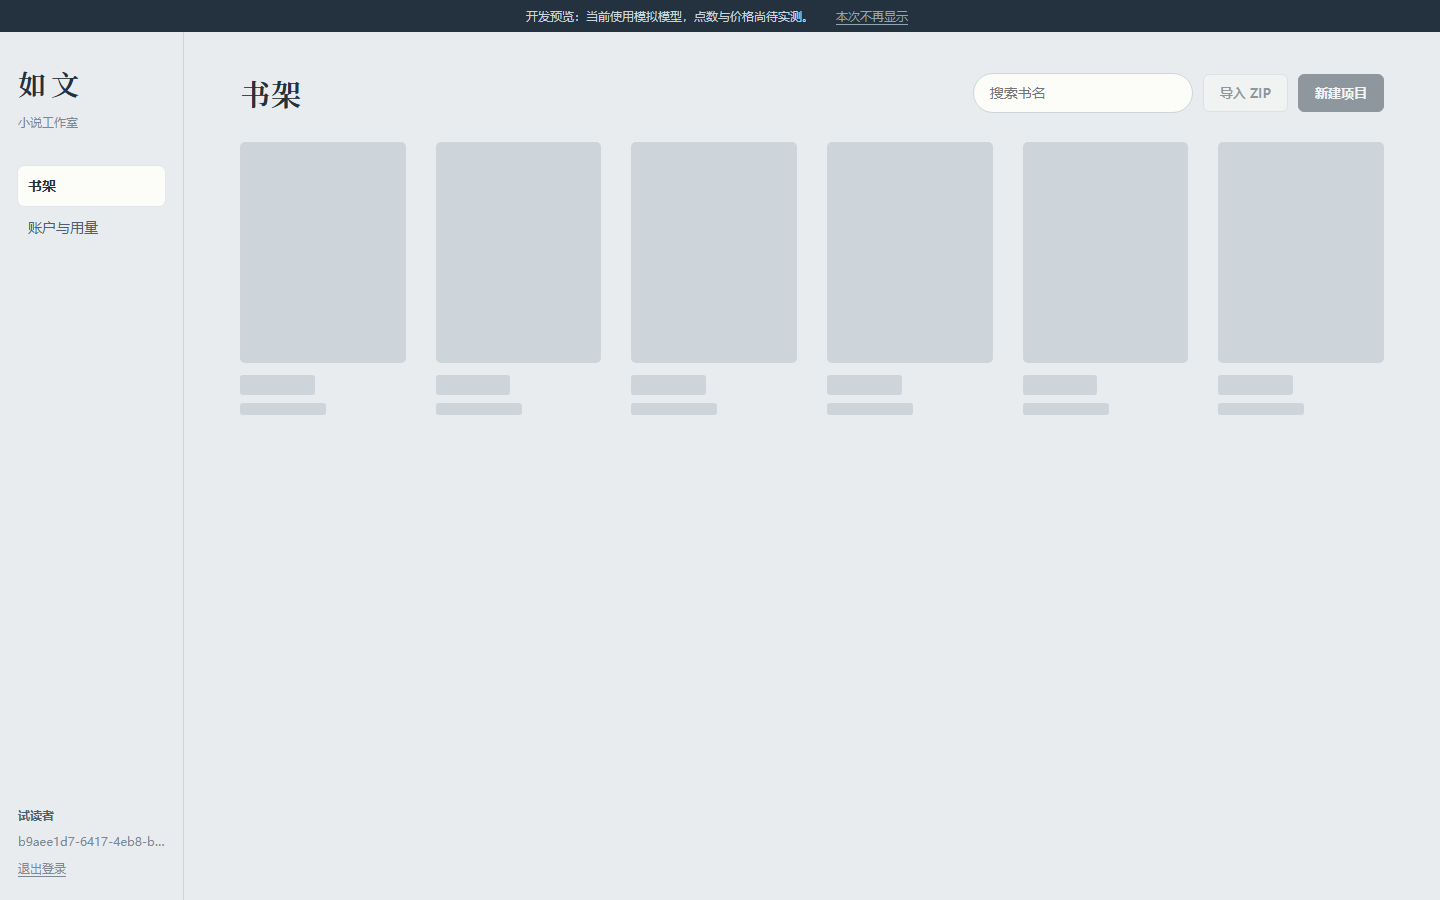 开发预览：当前使用模拟模型，点数与价格尚待实测。 本次不再显示
如文
小说工作室
书架
账户与用量
书架
搜索书名
导入 ZIP
新建项目
试读者
b9aee1d7-6417-4eb8-b...
退出登录